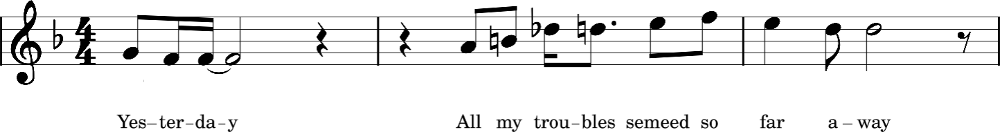 Yes–ter–da–y All my trou–bles semeed so far a–way